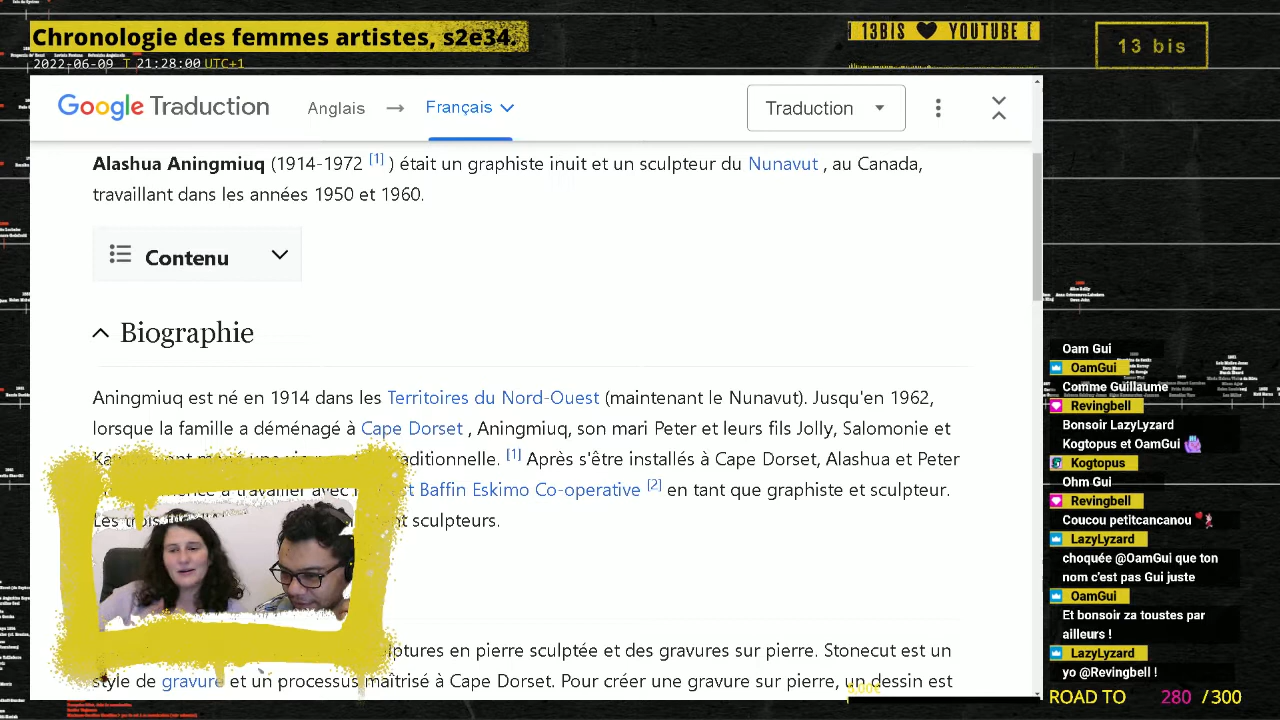 Chronologie des femmes artistes, s2e34.
2022-06-09 T 21:28:00 UTC+1
13BIS ♥ YOUTUBE [
13 bis
Google Traduction
Anglais → Français
Traduction
Alashua Aningmiuq (1914-1972 [1] ) était un graphiste inuit et un sculpteur du Nunavut , au Canada,
travaillant dans les années 1950 et 1960.
Contenu
Biographie
Aningmiuq est né en 1914 dans les Territoires du Nord-Ouest (maintenant le Nunavut). Jusqu'en 1962,
lorsque la famille a déménagé à Cape Dorset , Aningmiuq, son mari Peter et leurs fils Jolly, Salomonie et
[1] Après s'être installés à Cape Dorset, Alashua et Peter
travailler avec Baffin Eskimo Co-operative [2] en tant que graphiste et sculpteur.
Les trois sculpteurs.
en pierre sculptée et des gravures sur pierre. Stonecut est un
style de gravure et un processus maîtrisé à Cape Dorset. Pour créer une gravure sur pierre, un dessin est
Oam Gui
OamGui
Comme Guillaume
Revingbell
Bonsoir LazyLyzard
Kogtopus et OamGui
Kogtopus
Ohm Gui
Revingbell
Coucou petitcancanou
LazyLyzard
choquée @OamGui que ton
nom c'est pas Gui juste
OamGui
Et bonsoir za toustes par
ailleurs !
LazyLyzard
yo @Revingbell !
ROAD TO 280 /300